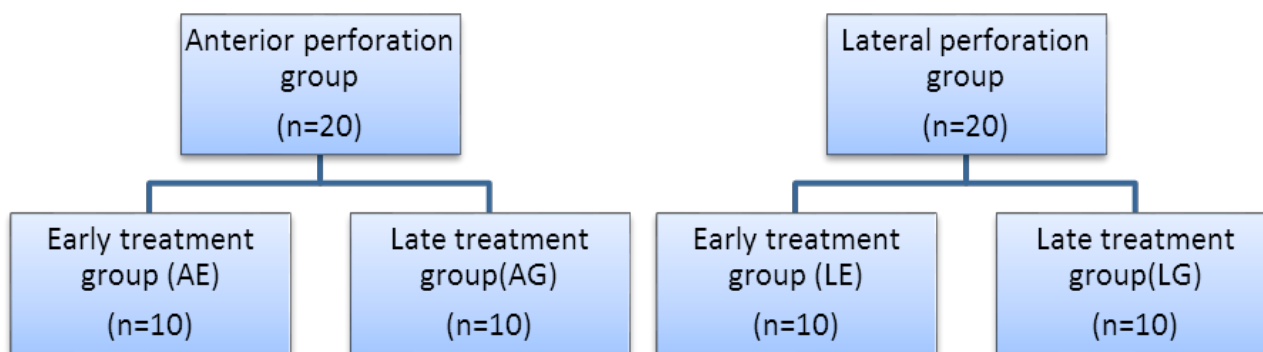 Anterior perforation
group
(n=20)
Lateral perforation
group
(n=20)
Early treatment
group (AE)
(n=10)
Late treatment
group(AG)
(n=10)
Early treatment
group (LE)
(n=10)
Late treatment
group(LG)
(n=10)